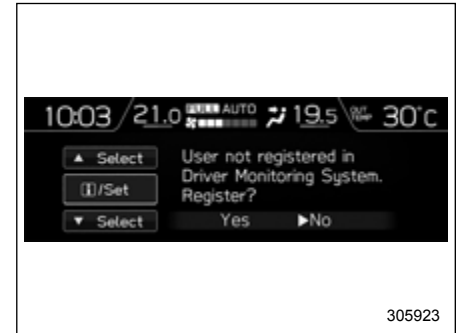 10:03 21.0 FULL AUTO 19.5 OUT TEMP 30°C
▲ Select
ⓘ/Set
▼ Select
User not registered in
Driver Monitoring System.
Register?
Yes ▶No
305923